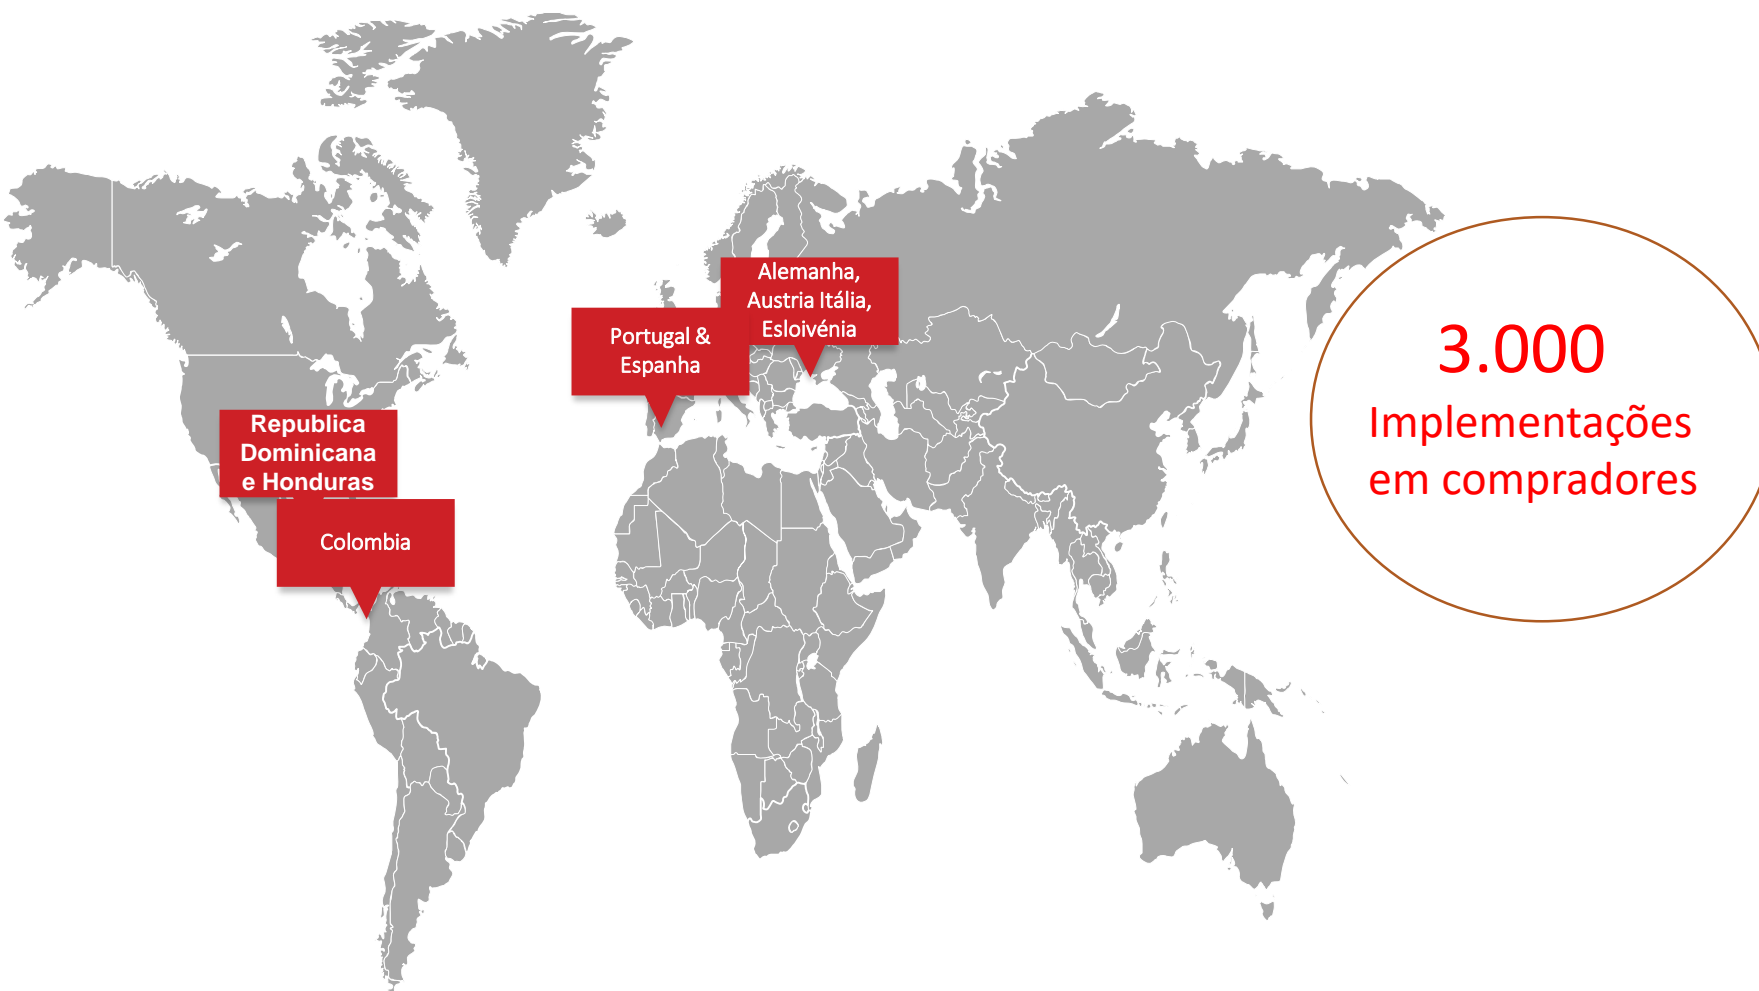 Alemanha,
Austria Itália,
Esloivénia
Portugal &
Espanha
Republica
Dominicana
e Honduras
Colombia
3.000
Implementações
em compradores